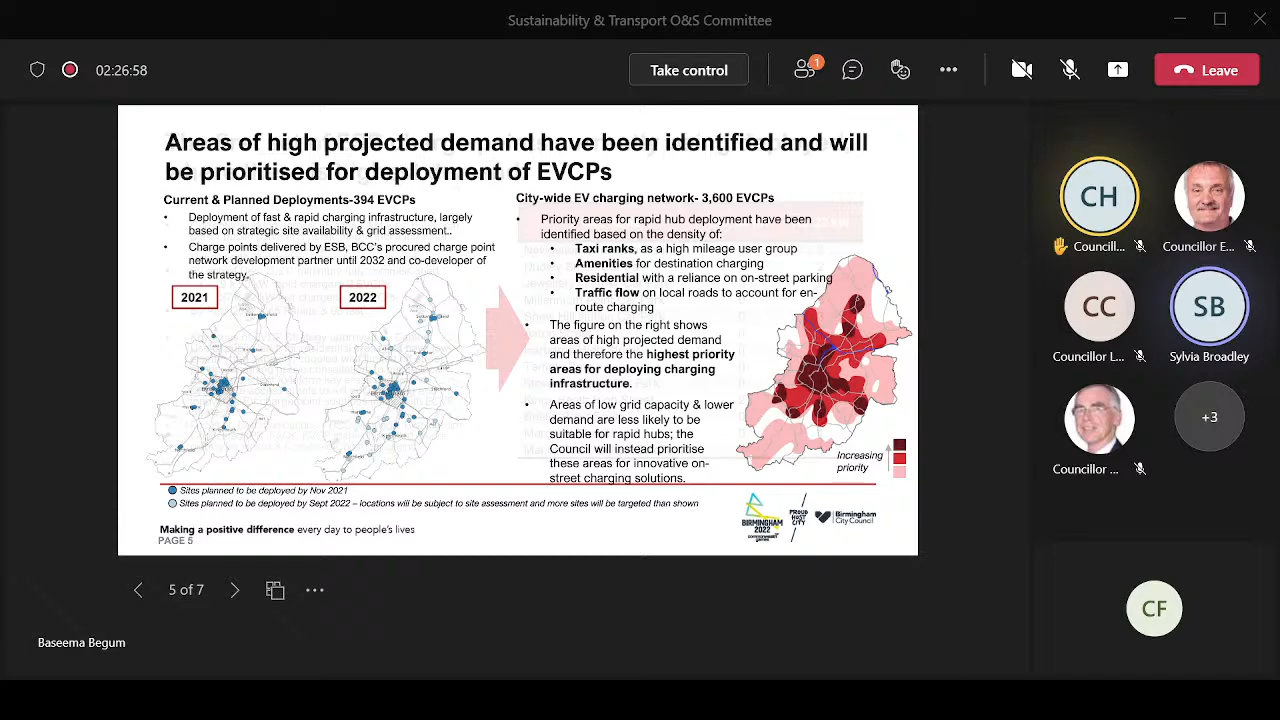 Sustainability & Transport O&S Committee
02:26:58
Take control
1
Leave
Areas of high projected demand have been identified and will
be prioritised for deployment of EVCPs
Current & Planned Deployments-394 EVCPs
• Deployment of fast & rapid charging infrastructure, largely
based on strategic site availability & grid assessment..
• Charge points delivered by ESB, BCC's procured charge point
network development partner until 2032 and co-developer of
the strategy.
2021
2022
City-wide EV charging network- 3,600 EVCPs
• Priority areas for rapid hub deployment have been
identified based on the density of:
• Taxi ranks, as a high mileage user group
• Amenities for destination charging
• Residential with a reliance on on-street parking
• Traffic flow on local roads to account for en-
route charging
• The figure on the right shows
areas of high projected demand
and therefore the highest priority
areas for deploying charging
infrastructure.
• Areas of low grid capacity & lower
demand are less likely to be
suitable for rapid hubs; the
Council will instead prioritise
these areas for innovative on-
street charging solutions.
Increasing
priority
Sites planned to be deployed by Nov 2021
Sites planned to be deployed by Sept 2022 – locations will be subject to site assessment and more sites will be targeted than shown
Making a positive difference every day to people's lives
PAGE 5
BIRMINGHAM
2022
commonwealth
games
PROUD
HOST
CITY
Birmingham
City Council
5 of 7
Baseema Begum
CH
Councill...
Councillor E...
CC
Councillor L...
SB
Sylvia Broadley
Councillor ...
+3
CF